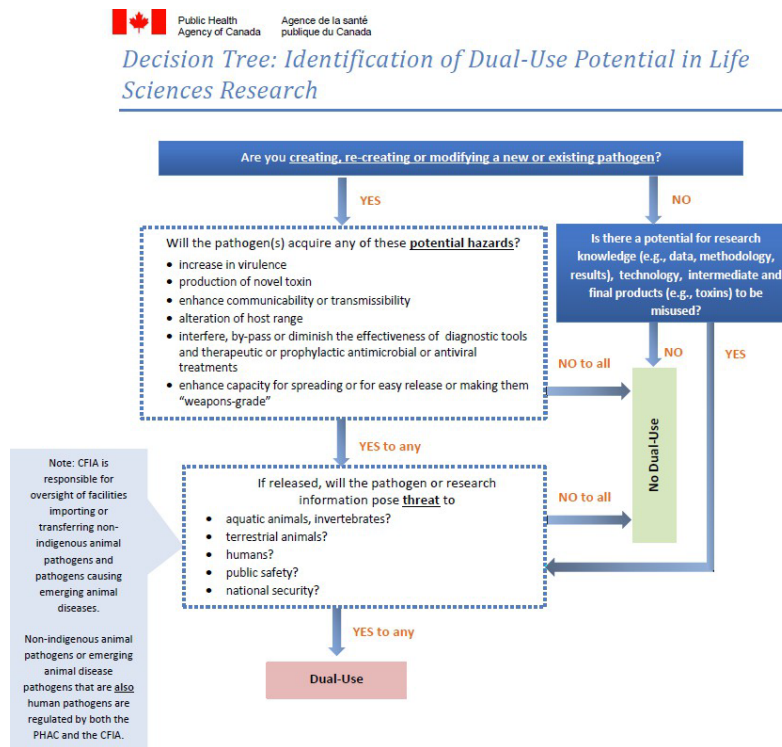 Public Health
Agency of Canada
Agence de la santé
publique du Canada
Decision Tree: Identification of Dual-Use Potential in Life
Sciences Research
Are you creating, re-creating or modifying a new or existing pathogen?
YES
NO
Will the pathogen(s) acquire any of these potential hazards?
• increase in virulence
• production of novel toxin
• enhance communicability or transmissibility
• alteration of host range
• interfere, by-pass or diminish the effectiveness of diagnostic tools
and therapeutic or prophylactic antimicrobial or antiviral
treatments
• enhance capacity for spreading or for easy release or making them
"weapons-grade"
Is there a potential for research
knowledge (e.g., data, methodology,
results), technology, intermediate and
final products (e.g., toxins) to be
misused?
NO to all
NO
YES
No Dual-Use
YES to any
Note: CFIA is
responsible for
oversight of facilities
importing or
transferring non-
indigenous animal
pathogens and
pathogens causing
emerging animal
diseases.
Non-indigenous animal
pathogens or emerging
animal disease
pathogens that are also
human pathogens are
regulated by both the
PHAC and the CFIA.
If released, will the pathogen or research
information pose threat to
• aquatic animals, invertebrates?
• terrestrial animals?
• humans?
• public safety?
• national security?
NO to all
YES to any
Dual-Use